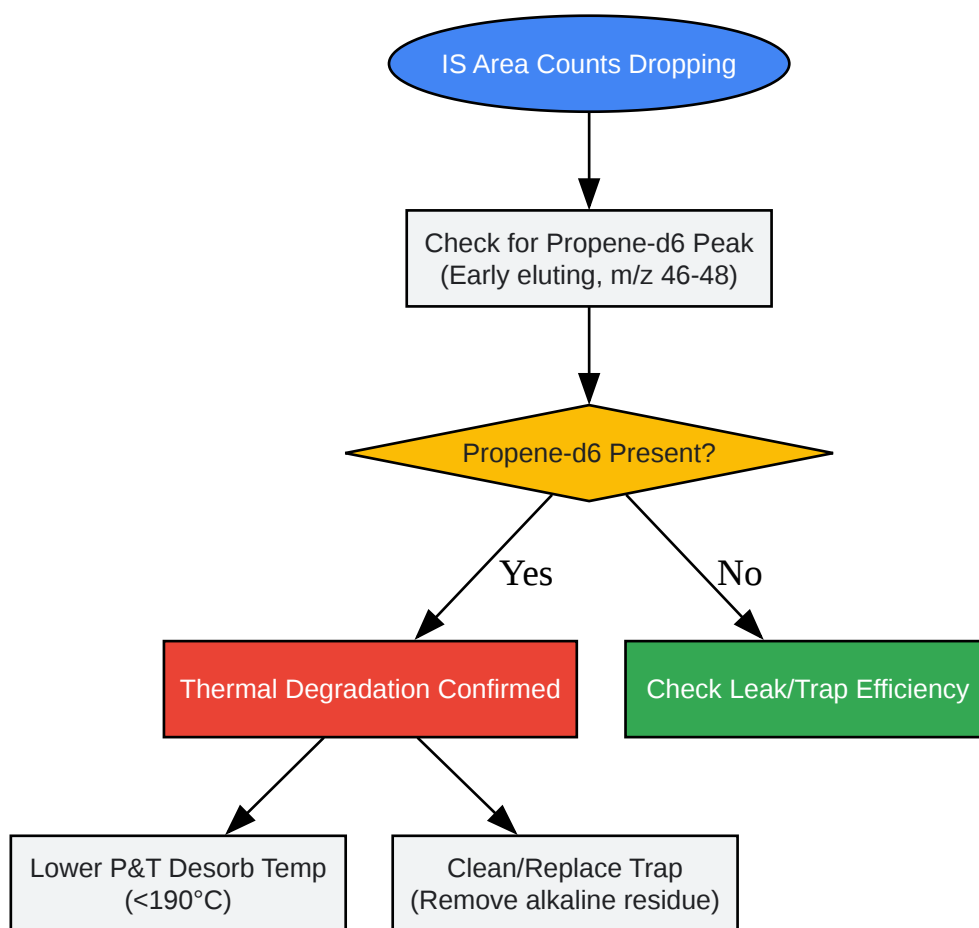 IS Area Counts Dropping
Check for Propene-d6 Peak
(Early eluting, m/z 46-48)
Propene-d6 Present?
Yes
No
Thermal Degradation Confirmed
Check Leak/Trap Efficiency
Lower P&T Desorb Temp
(<190°C)
Clean/Replace Trap
(Remove alkaline residue)